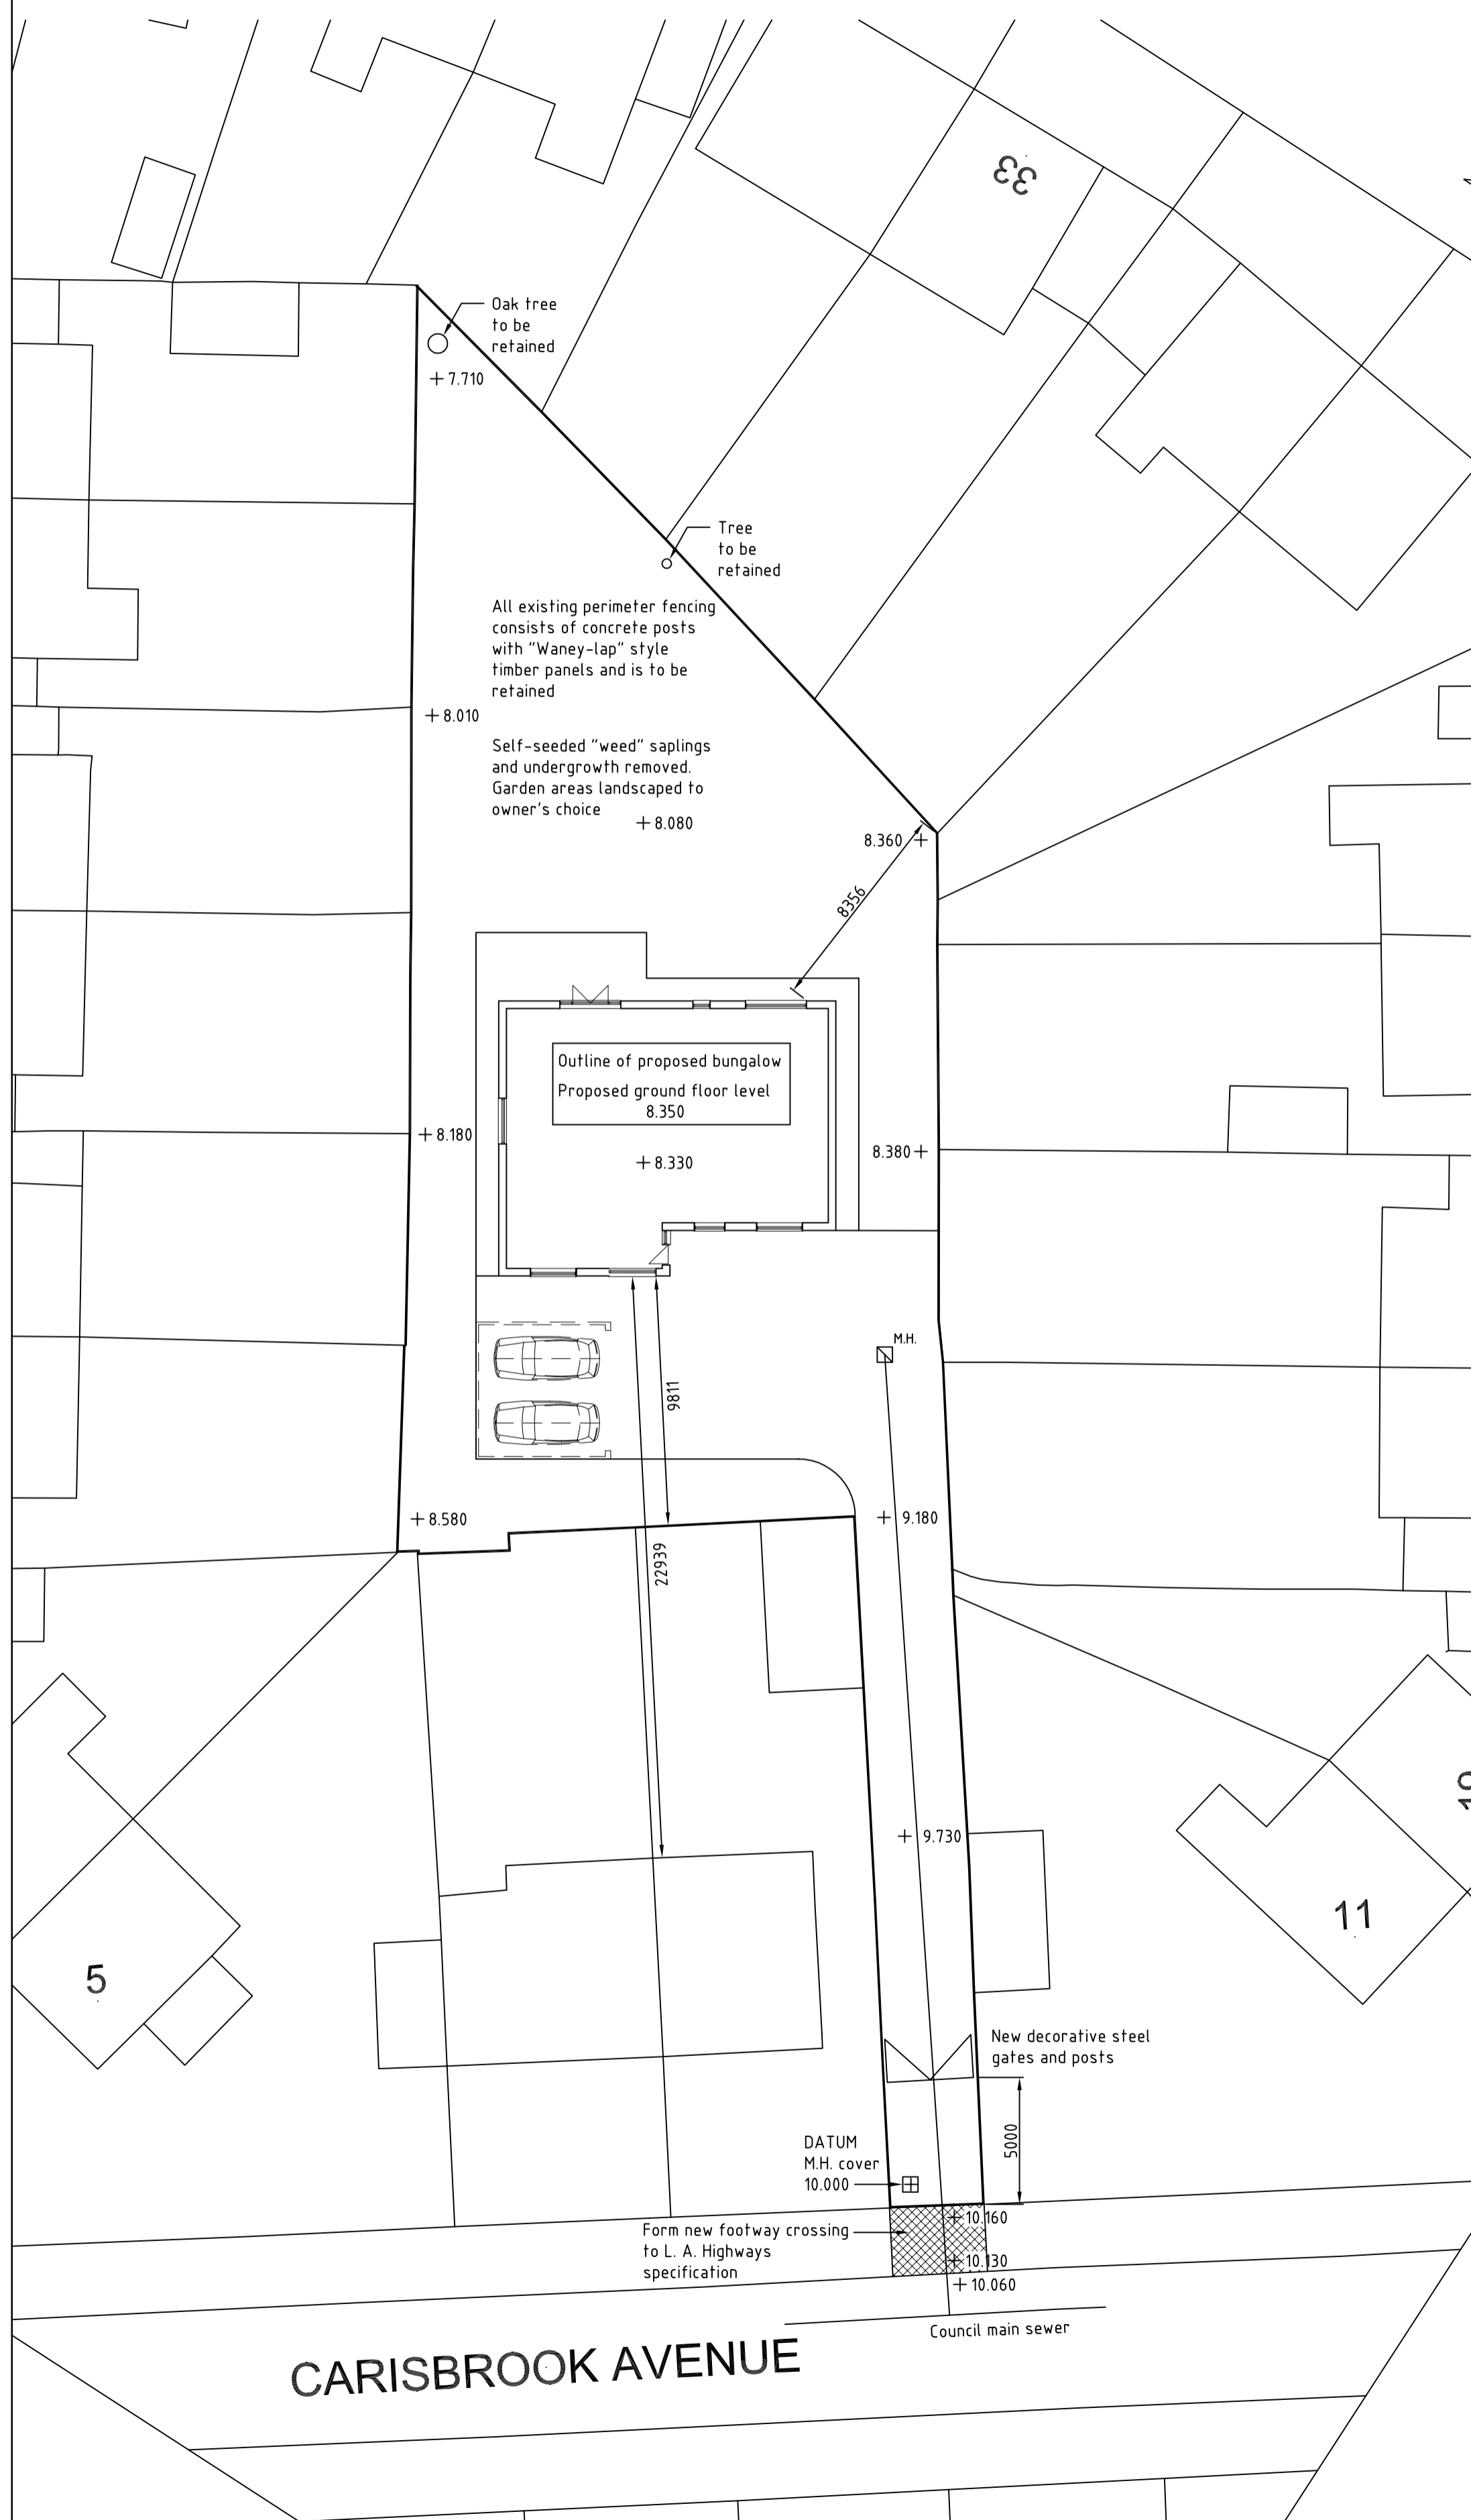 33
Oak tree
to be
retained
7.710
Tree
to be
retained
All existing perimeter fencing
consists of concrete posts
with "Waney-lap" style
timber panels and is to be
retained
8.010
Self-seeded "weed" saplings
and undergrowth removed.
Garden areas landscaped to
owner's choice
8.080
8.360
8356
Outline of proposed bungalow
Proposed ground floor level
8.350
8.180
8.330
8.380
M.H.
9811
8.580
9.180
22939
9.730
11
5
New decorative steel
gates and posts
5000
DATUM
M.H. cover
10.000
10.160
Form new footway crossing
to L. A. Highways
specification
10.130
10.060
Council main sewer
CARISBROOK AVENUE